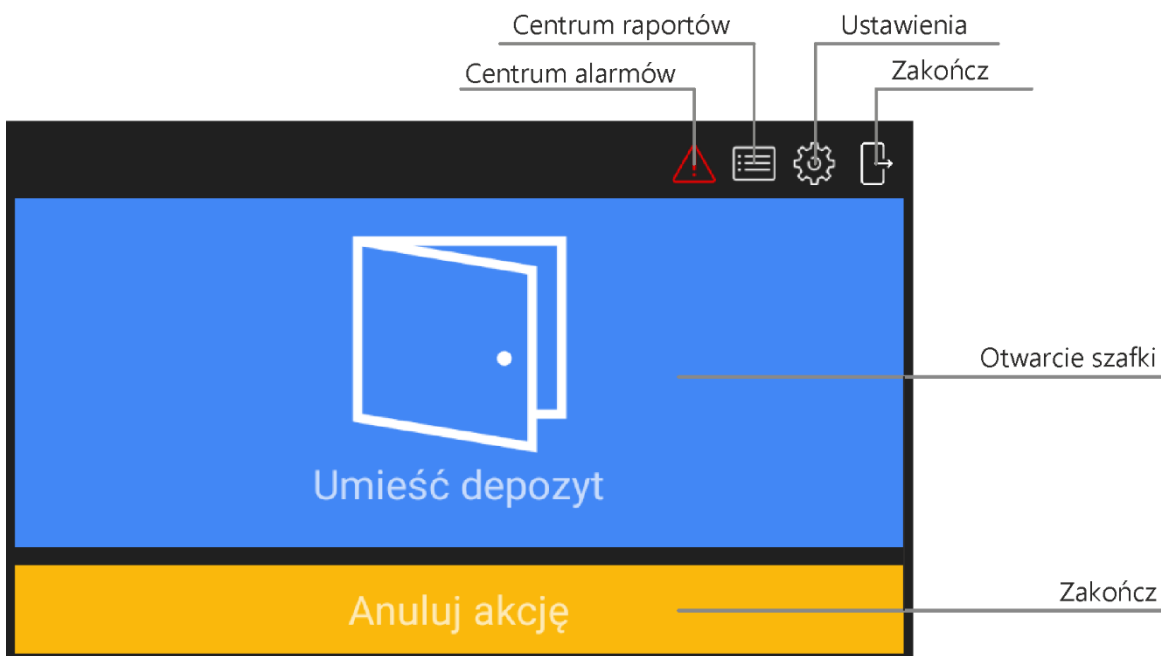 Centrum raportów
Ustawienia
Centrum alarmów
Zakończ
Otwarcie szafki
Umieść depozyt
Zakończ
Anuluj akcję